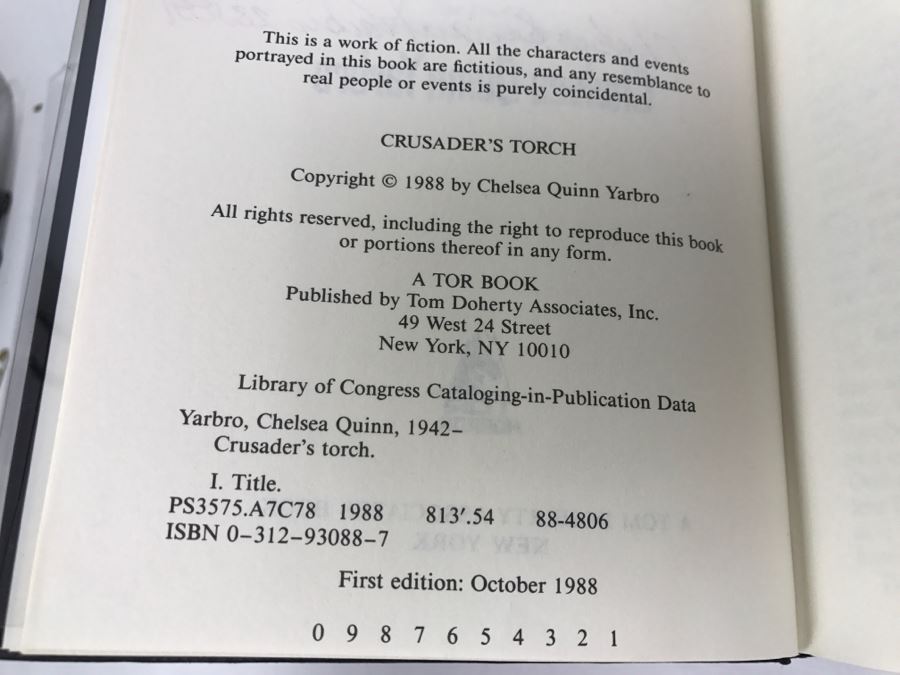 This is a work of fiction. All the characters and events
portrayed in this book are fictitious, and any resemblance to
real people or events is purely coincidental.
CRUSADER'S TORCH
Copyright © 1988 by Chelsea Quinn Yarbro
All rights reserved, including the right to reproduce this book
or portions thereof in any form.
A TOR BOOK
Published by Tom Doherty Associates, Inc.
49 West 24 Street
New York, NY 10010
Library of Congress Cataloging-in-Publication Data
Yarbro, Chelsea Quinn, 1942–
Crusader's torch.
I. Title.
PS3575.A7C78 1988 813′.54 88-4806
ISBN 0–312–93088–7
First edition: October 1988
0 9 8 7 6 5 4 3 2 1